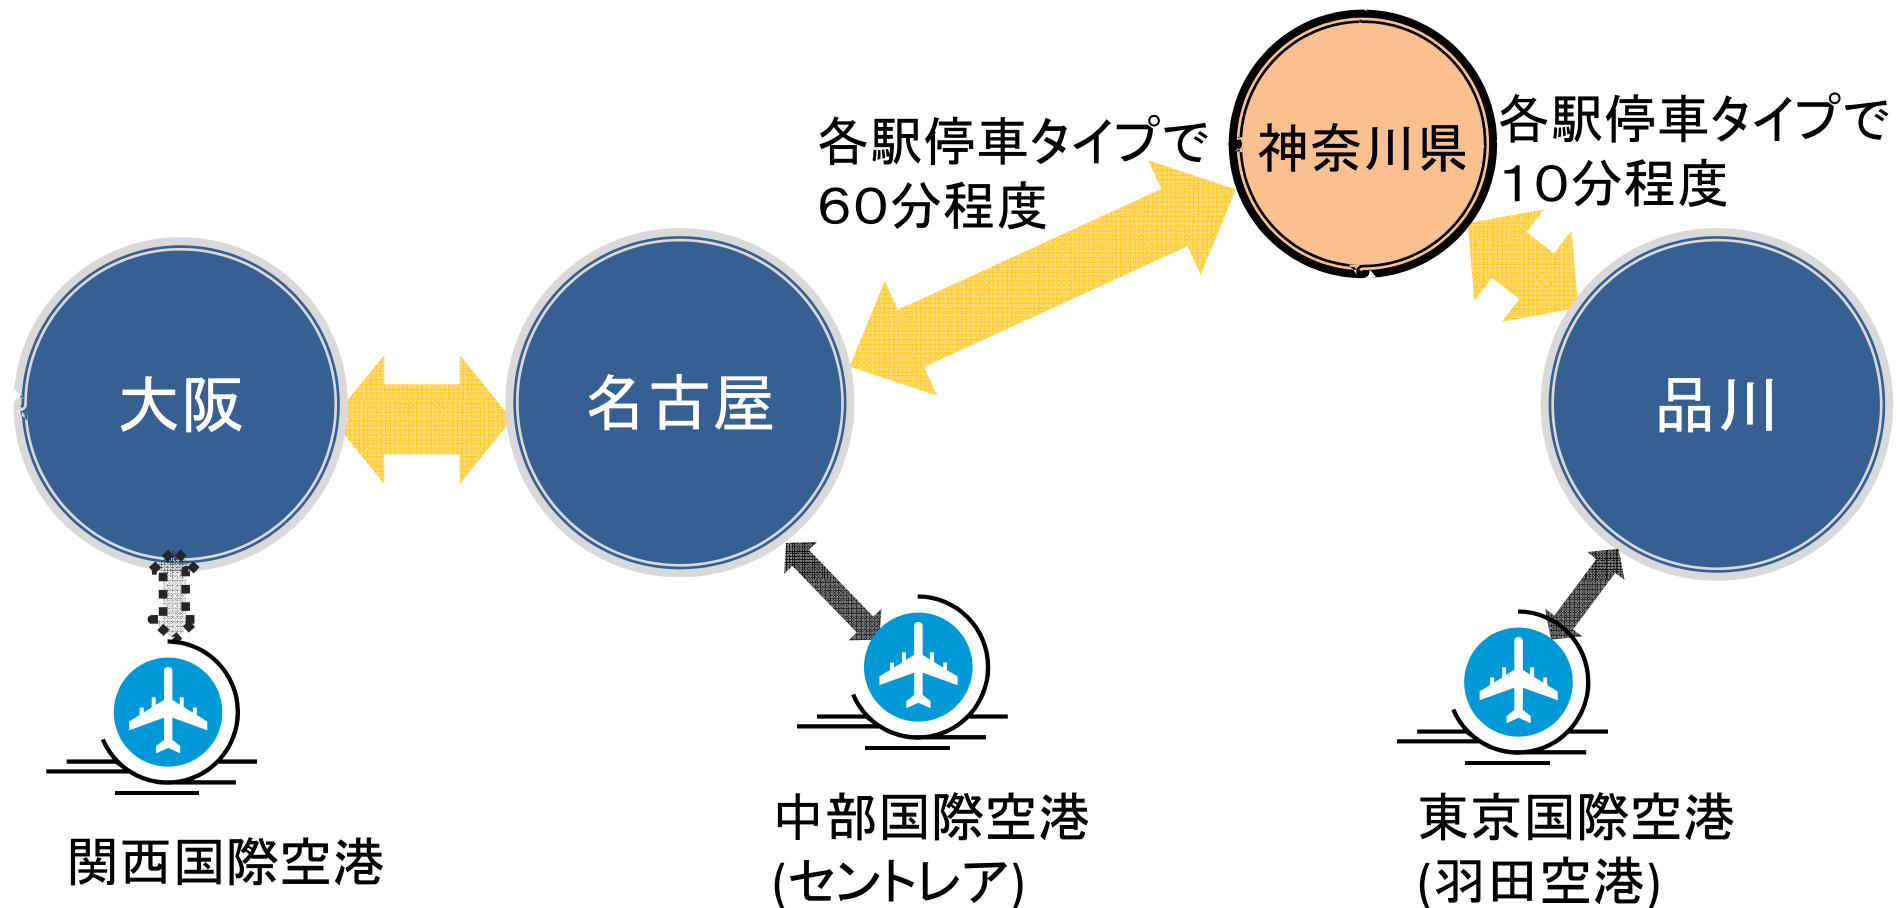 各駅停車タイプで
60分程度
神奈川県
各駅停車タイプで
10分程度
大阪
名古屋
品川
関西国際空港
中部国際空港
(セントレア)
東京国際空港
(羽田空港)